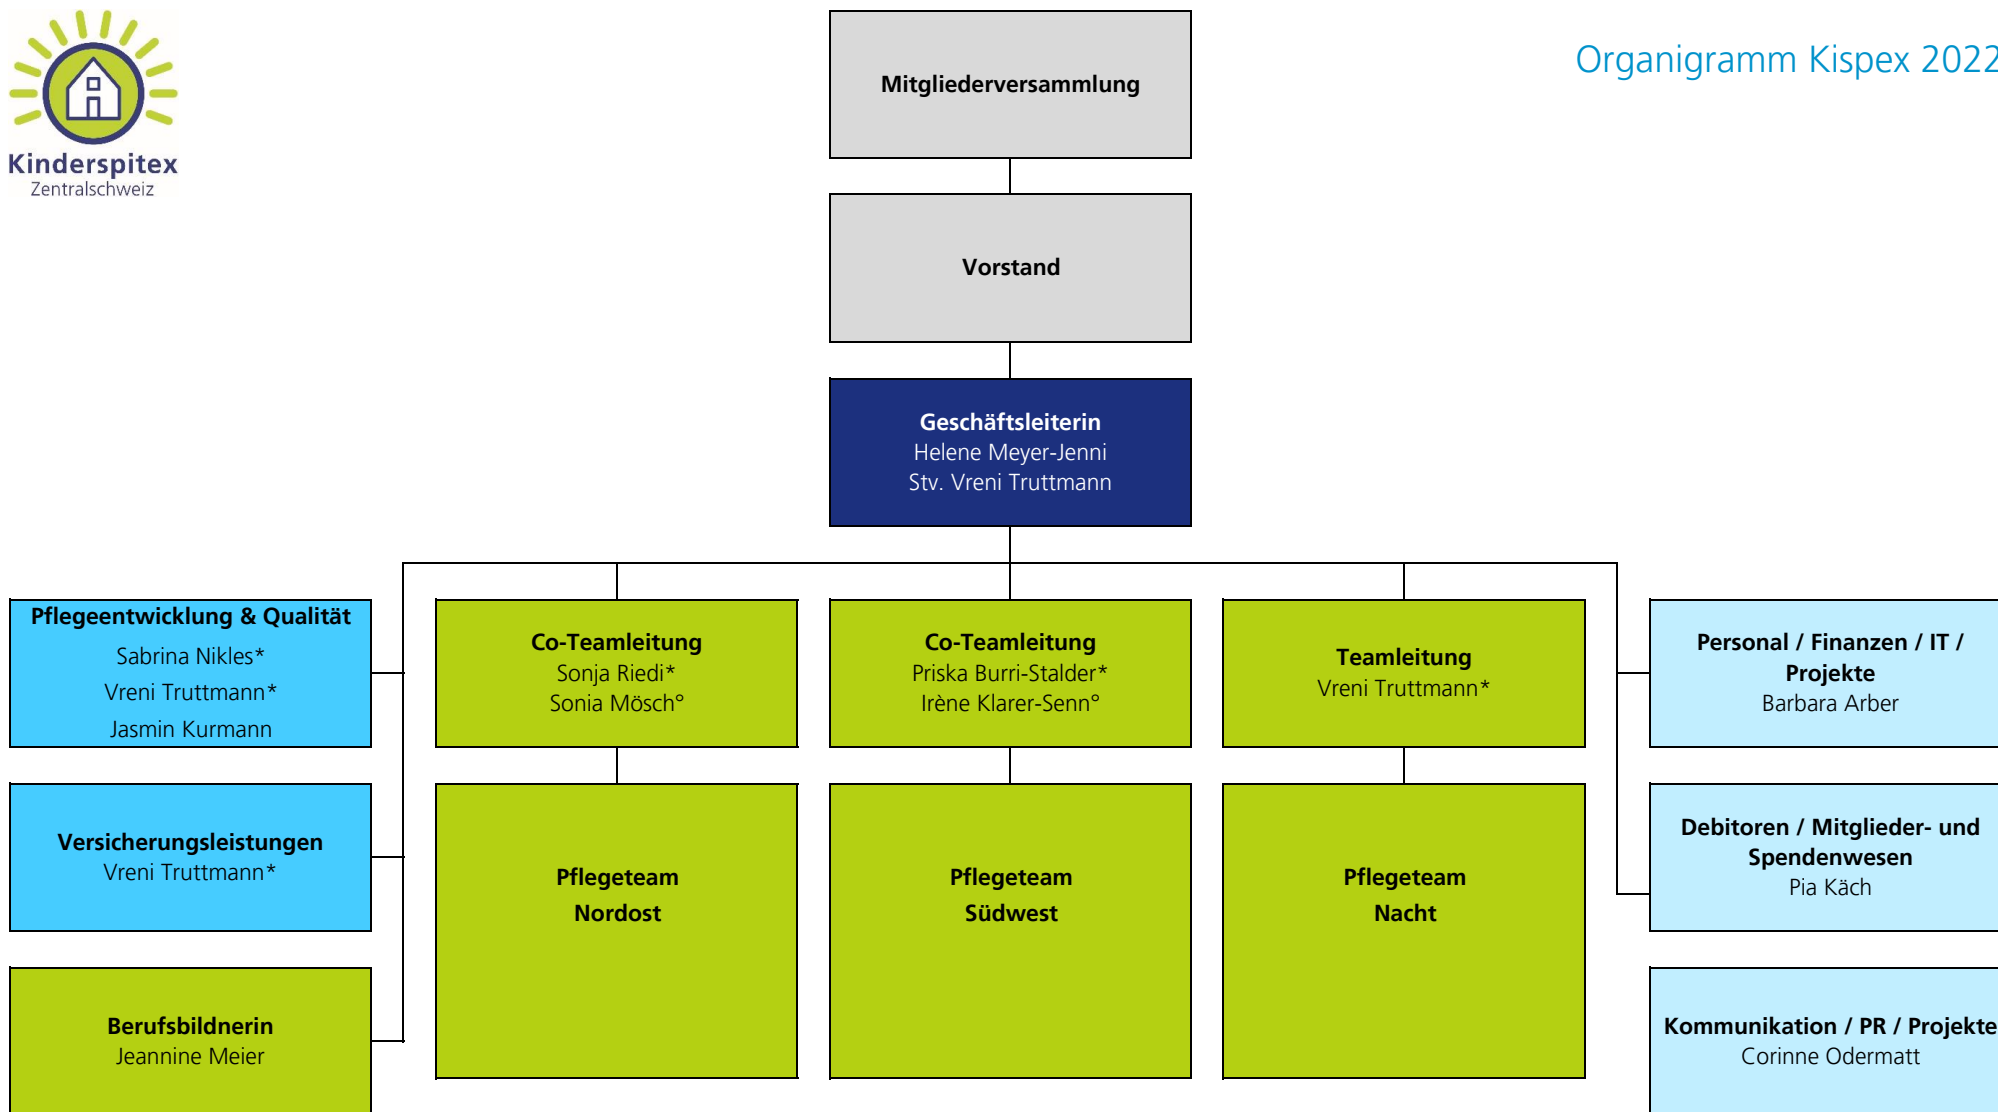 Kinderspitex
Zentralschweiz
Organigramm Kispex 2022
Mitgliederversammlung
Vorstand
Geschäftsleiterin
Helene Meyer-Jenni
Stv. Vreni Truttmann
Pflegeentwicklung & Qualität
Sabrina Nikles*
Vreni Truttmann*
Jasmin Kurmann
Co-Teamleitung
Sonja Riedi*
Sonia Mösch°
Co-Teamleitung
Priska Burri-Stalder*
Irène Klarer-Senn°
Teamleitung
Vreni Truttmann*
Personal / Finanzen / IT /
Projekte
Barbara Arber
Versicherungsleistungen
Vreni Truttmann*
Pflegeteam
Nordost
Pflegeteam
Südwest
Pflegeteam
Nacht
Debitoren / Mitglieder- und
Spendenwesen
Pia Käch
Berufsbildnerin
Jeannine Meier
Kommunikation / PR / Projekte
Corinne Odermatt